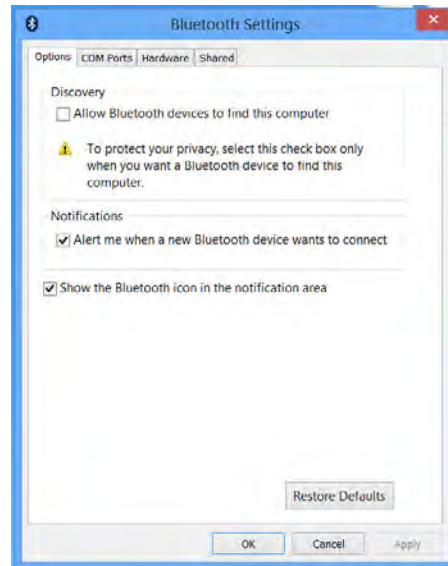 Bluetooth Settings
Options COM Ports Hardware Shared
Discovery
Allow Bluetooth devices to find this computer
To protect your privacy, select this check box only
when you want a Bluetooth device to find this
computer.
Notifications
Alert me when a new Bluetooth device wants to connect
Show the Bluetooth icon in the notification area
Restore Defaults
OK Cancel Apply